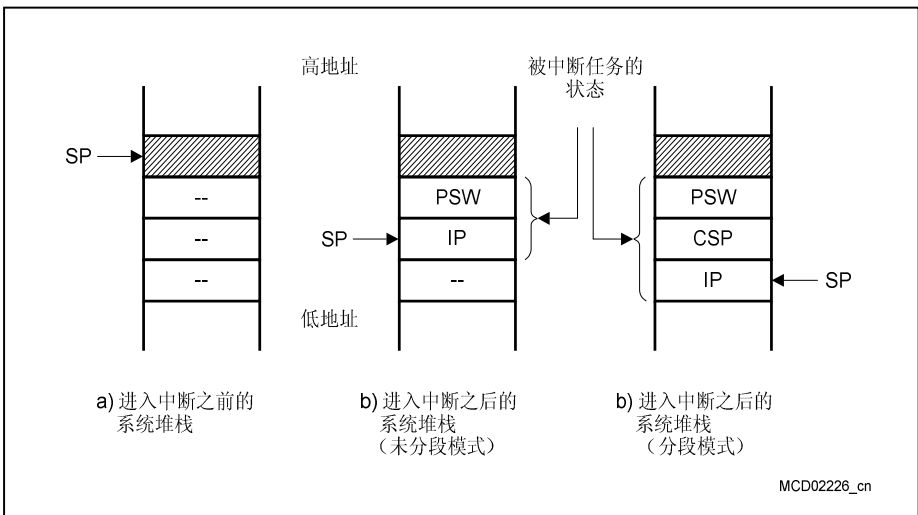 高地址
被中断任务的
状态
SP
--
--
--
PSW
SP
IP
--
PSW
CSP
IP
SP
低地址
a) 进入中断之前的
系统堆栈
b) 进入中断之后的
系统堆栈
（未分段模式）
b) 进入中断之后的
系统堆栈
（分段模式）
MCD02226_cn